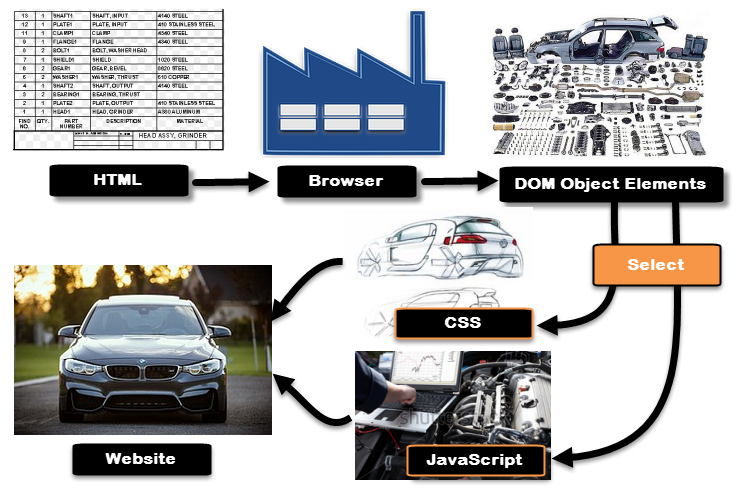 13 1 SHAFT1 SHAFT, INPUT 4140 STEEL
12 1 PLATE1 PLATE, INPUT 410 STAINLESS STEEL
11 1 CLAMP1 CLAMP 4340 STEEL
9 1 FLANGE1 FLANGE 4340 STEEL
8 2 BOLT1 BOLT, WASHER HEAD
7 1 SHIELD1 SHIELD 1020 STEEL
6 2 GEAR1 GEAR, BEVEL 8620 STEEL
5 2 WASHER1 WASHER, THRUST 510 COPPER
4 1 SHAFT2 SHAFT, OUTPUT 4140 STEEL
3 2 BEARING1 BEARING, THRUST
2 1 PLATE2 PLATE, OUTPUT 410 STAINLESS STEEL
1 1 HEAD1 HEAD, GRINDER A380 ALUMINUM
FIND NO. QTY. PART NUMBER DESCRIPTION MATERIAL
HEAD ASSY, GRINDER
HTML
Browser
DOM Object Elements
Select
CSS
JavaScript
Website